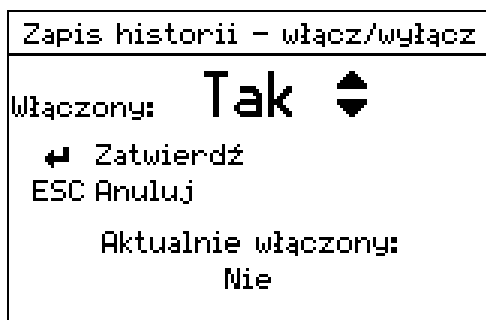 Zapis historii - włącz/wyłącz
Włączony: Tak
↵ Zatwierdź
ESC Anuluj
Aktualnie włączony:
Nie